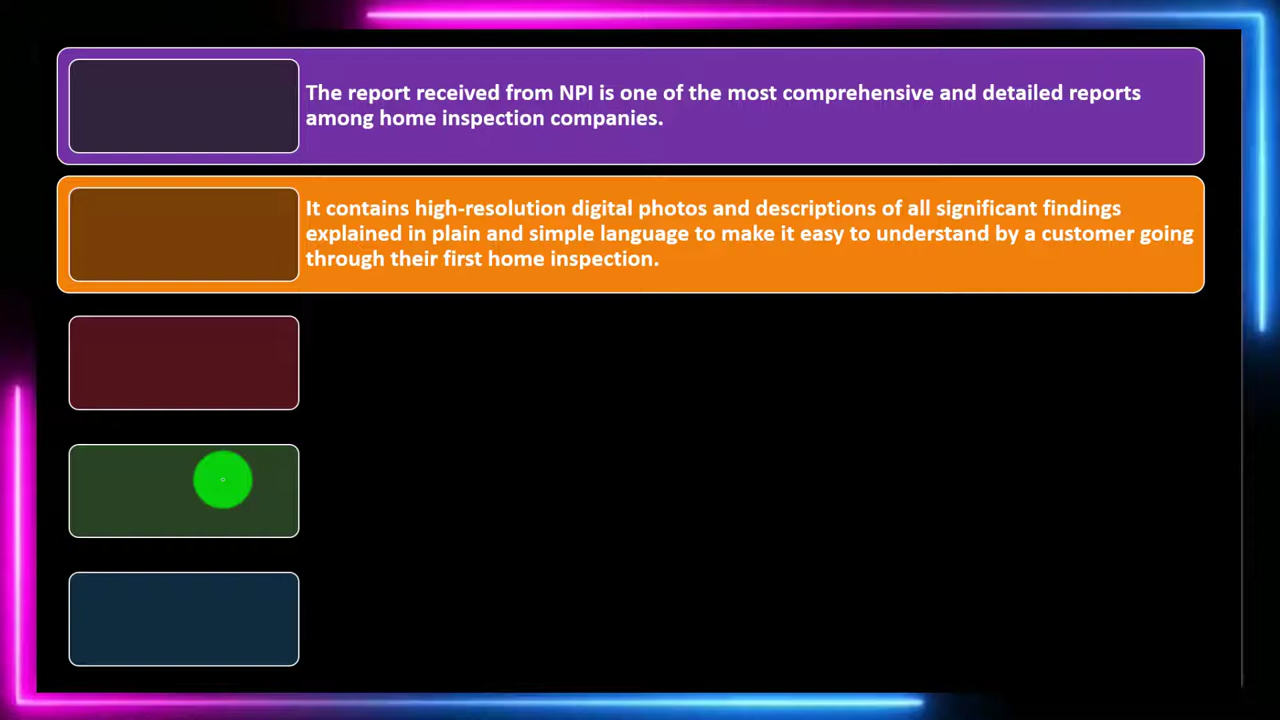 The report received from NPI is one of the most comprehensive and detailed reports
among home inspection companies.
It contains high-resolution digital photos and descriptions of all significant findings
explained in plain and simple language to make it easy to understand by a customer going
through their first home inspection.